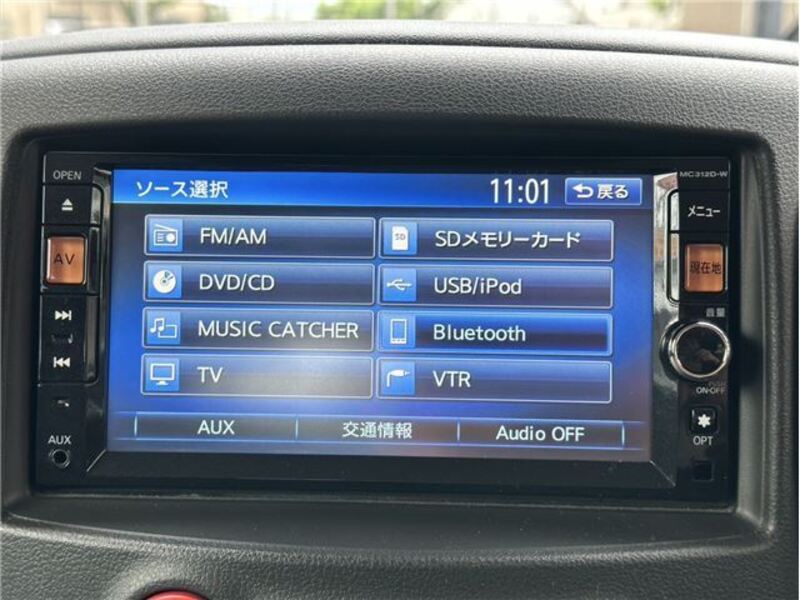 OPEN
MC312D-W
ソース選択 11:01 戻る
メニュー
AV
現在地
FM/AM SDメモリーカード
SD
DVD/CD USB/iPod
MUSIC CATCHER Bluetooth
音量
TV VTR
PUSH
ON·OFF
AUX 交通情報 Audio OFF
AUX
OPT